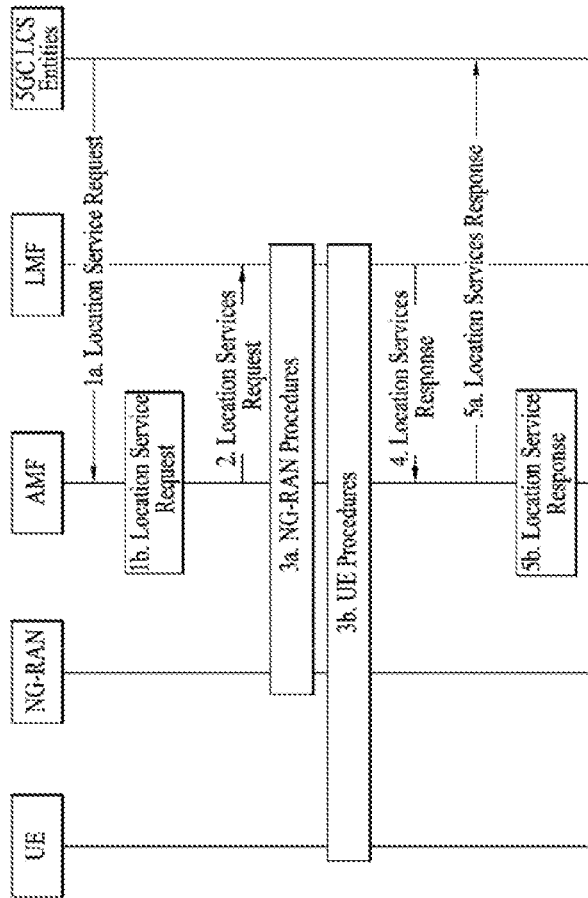 UE
NG-RAN
AMF
LMF
5GC LCS
Entities
1a. Location Service Request
1b. Location Service
Request
2. Location Services
Request
3a. NG-RAN Procedures
3b. UE Procedures
4. Location Services
Response
5a. Location Services Response
5b. Location Service
Response